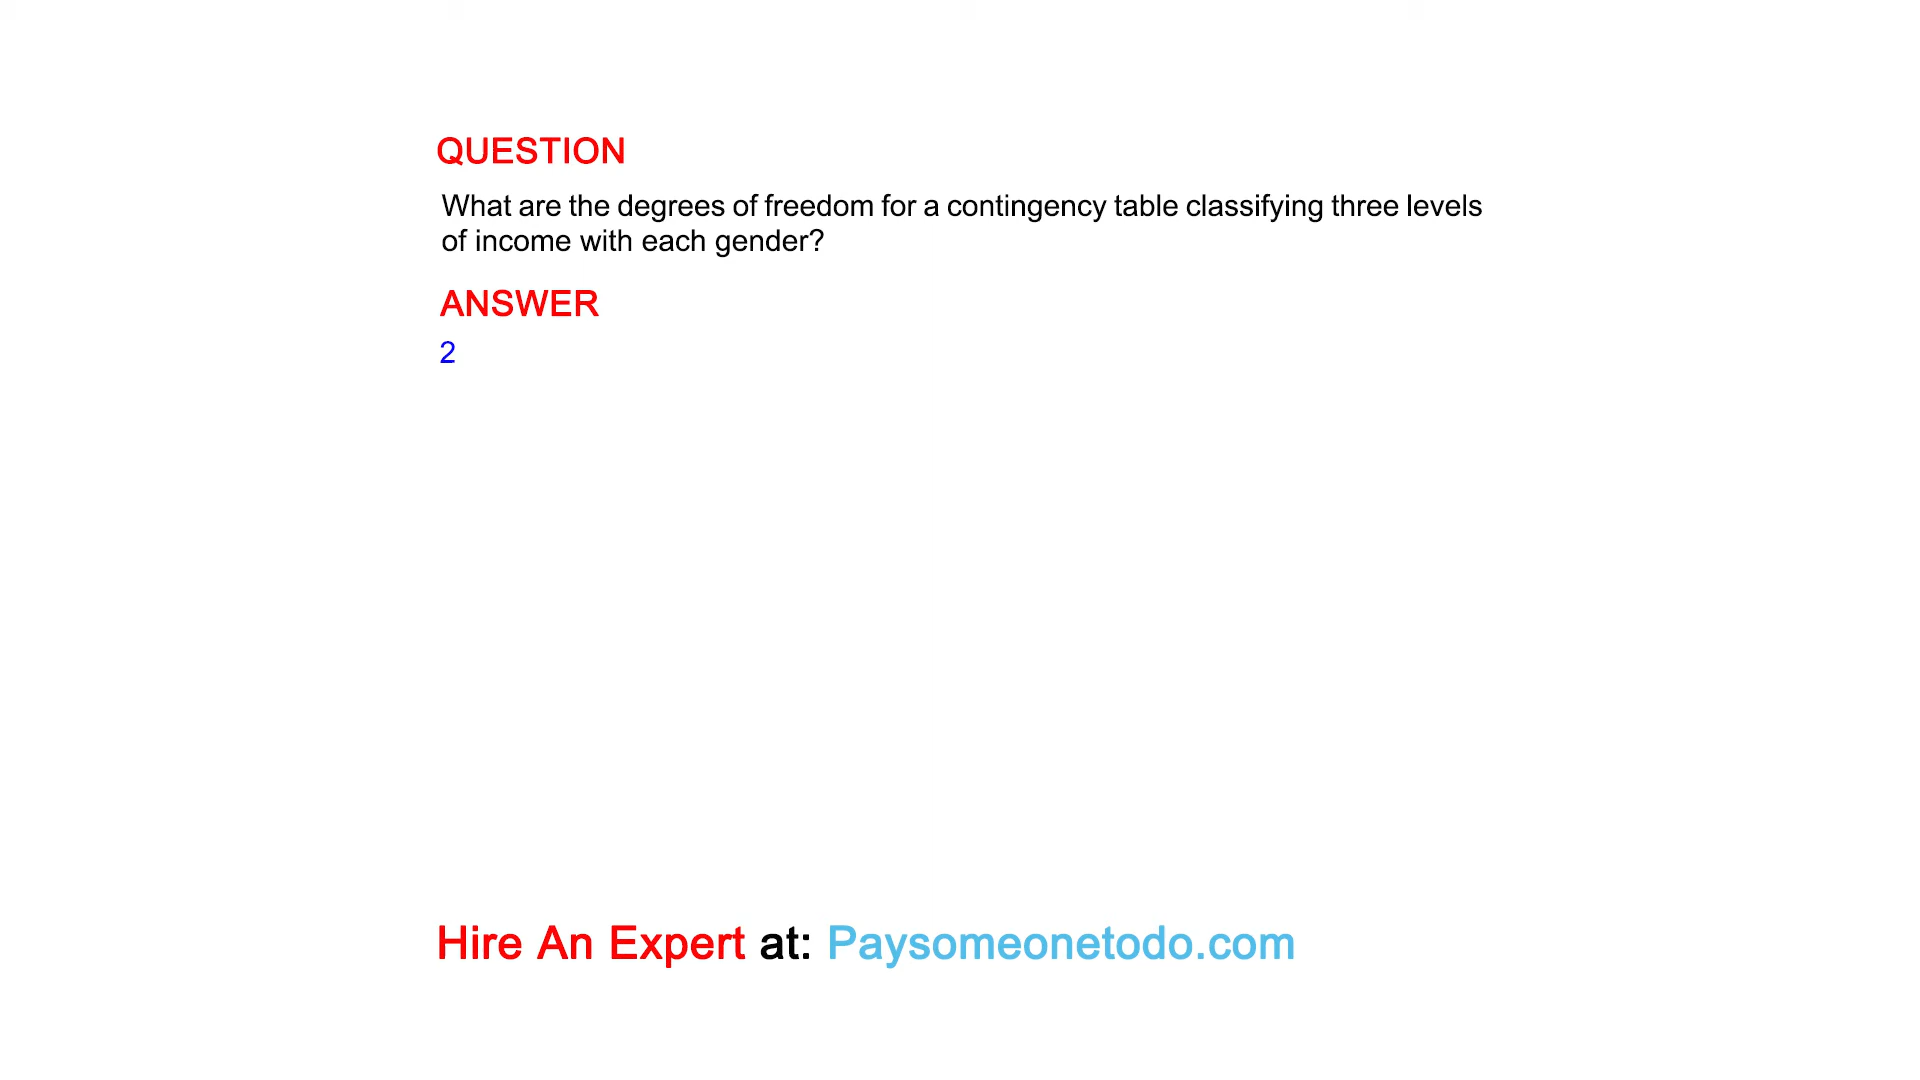 QUESTION
What are the degrees of freedom for a contingency table classifying three levels
of income with each gender?
ANSWER
2
Hire An Expert at: Paysomeonetodo.com